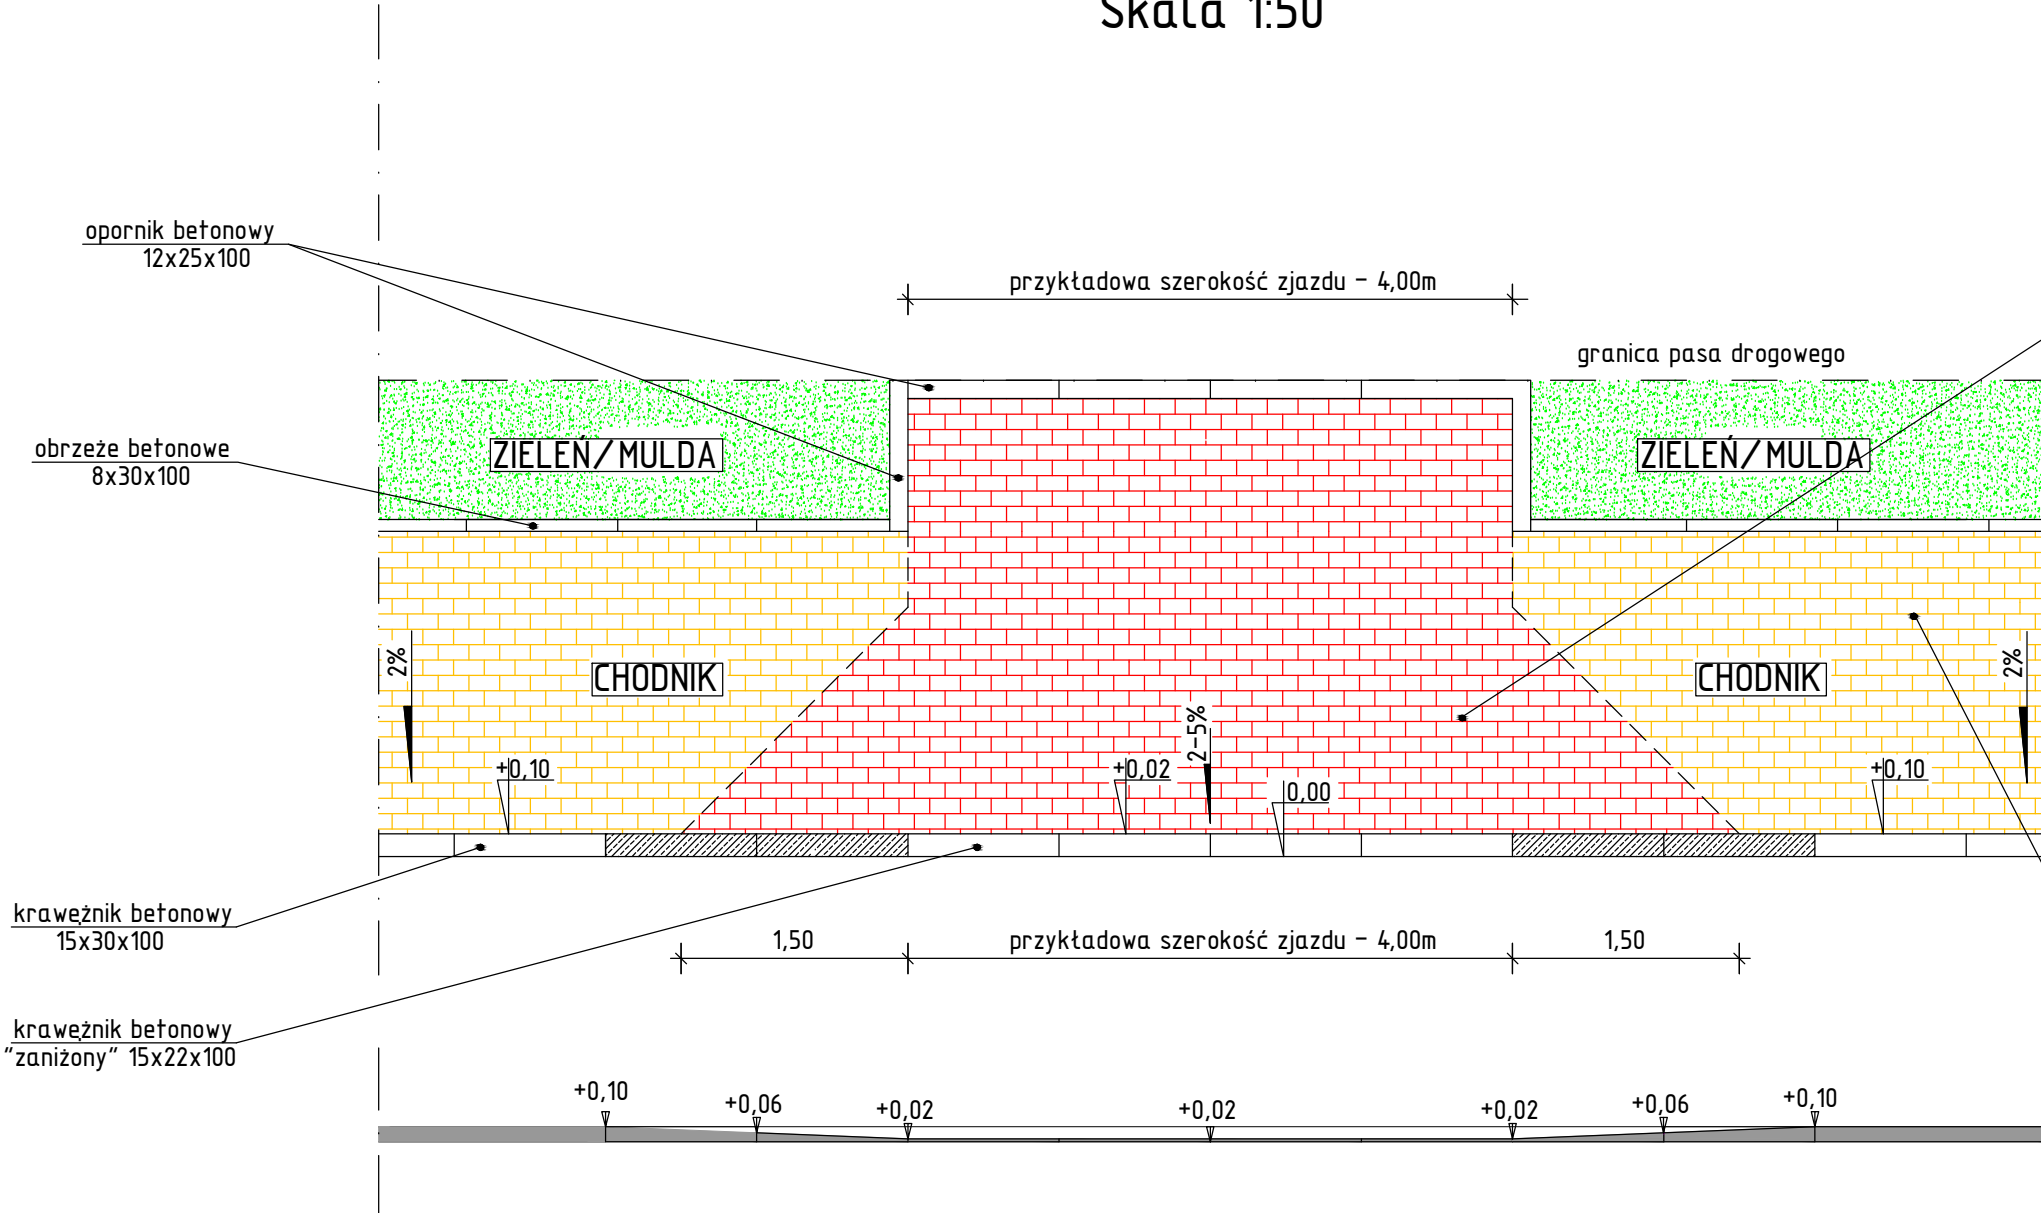 Skala 1:50
opornik betonowy
12x25x100
przykładowa szerokość zjazdu - 4,00m
granica pasa drogowego
obrzeże betonowe
8x30x100
ZIELEŃ/MULDA
ZIELEŃ/MULDA
CHODNIK
CHODNIK
2%
2%
2-5%
+0,10
+0,02
0,00
+0,10
krawężnik betonowy
15x30x100
1,50
przykładowa szerokość zjazdu - 4,00m
1,50
krawężnik betonowy
"zaniżony" 15x22x100
+0,10
+0,06
+0,02
+0,02
+0,02
+0,06
+0,10